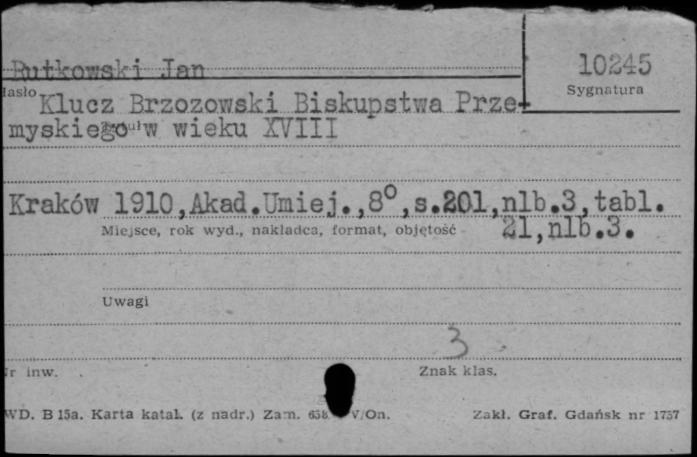 Rutkowski Jan
10245
Hasło
Sygnatura
Klucz Brzozowski Biskupstwa Prze-
myskiego w wieku XVIII
Kraków 1910,Akad.Umiej.,8°,s.201,nlb.3,tabl.
Miejsce, rok wyd., nakładca, format, objętość
21,nlb.3.
Uwagi
3
Nr inw.
Znak klas.
WD. B 15a. Karta katal. (z nadr.) Zam. V/On.
Zakł. Graf. Gdańsk nr 1757